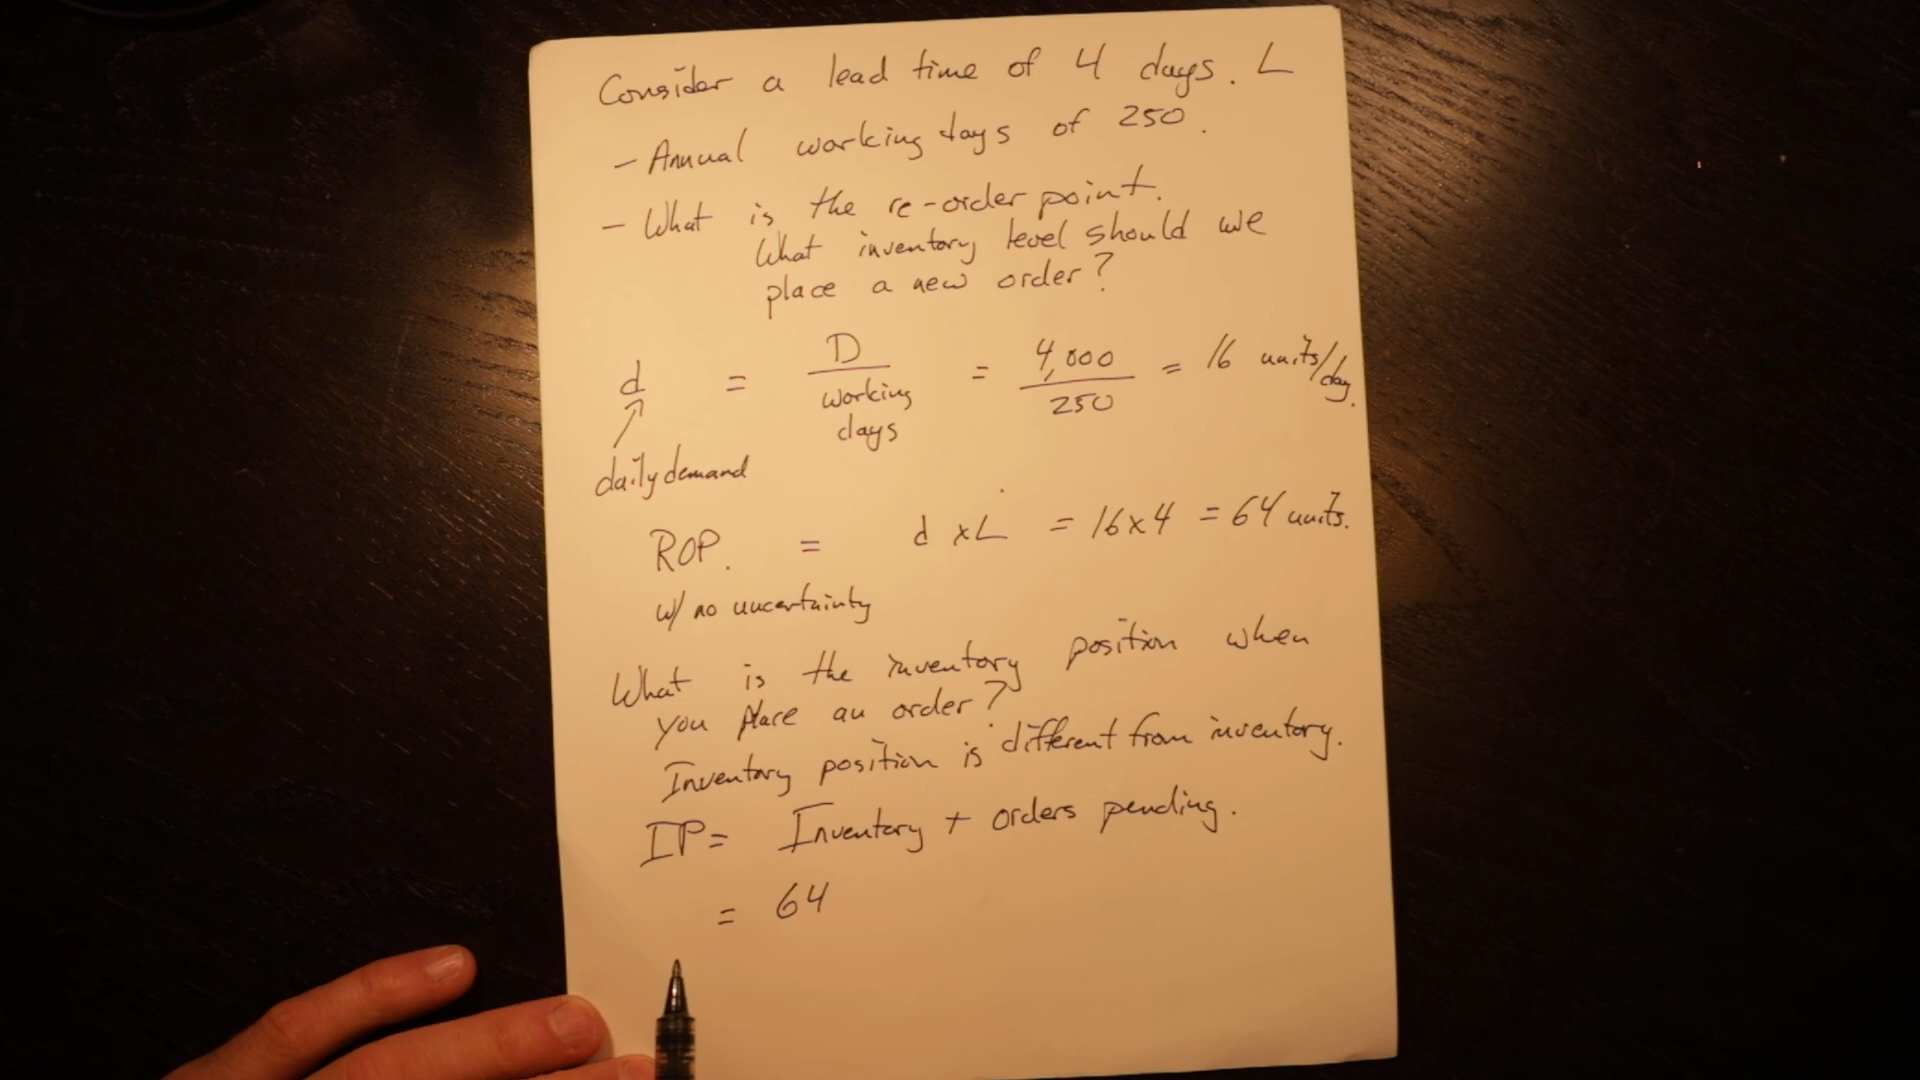 Consider a lead time of 4 days. L
- Annual working days of 250.
- What is the re-order point.
What inventory level should we
place a new order?
d = D / working days = 4,000 / 250 = 16 units/day.
daily demand
ROP. = d x L = 16 x 4 = 64 units.
w/ no uncertainty
What is the inventory position when
you place an order?
Inventory position is different from inventory.
IP = Inventory + orders pending.
= 64